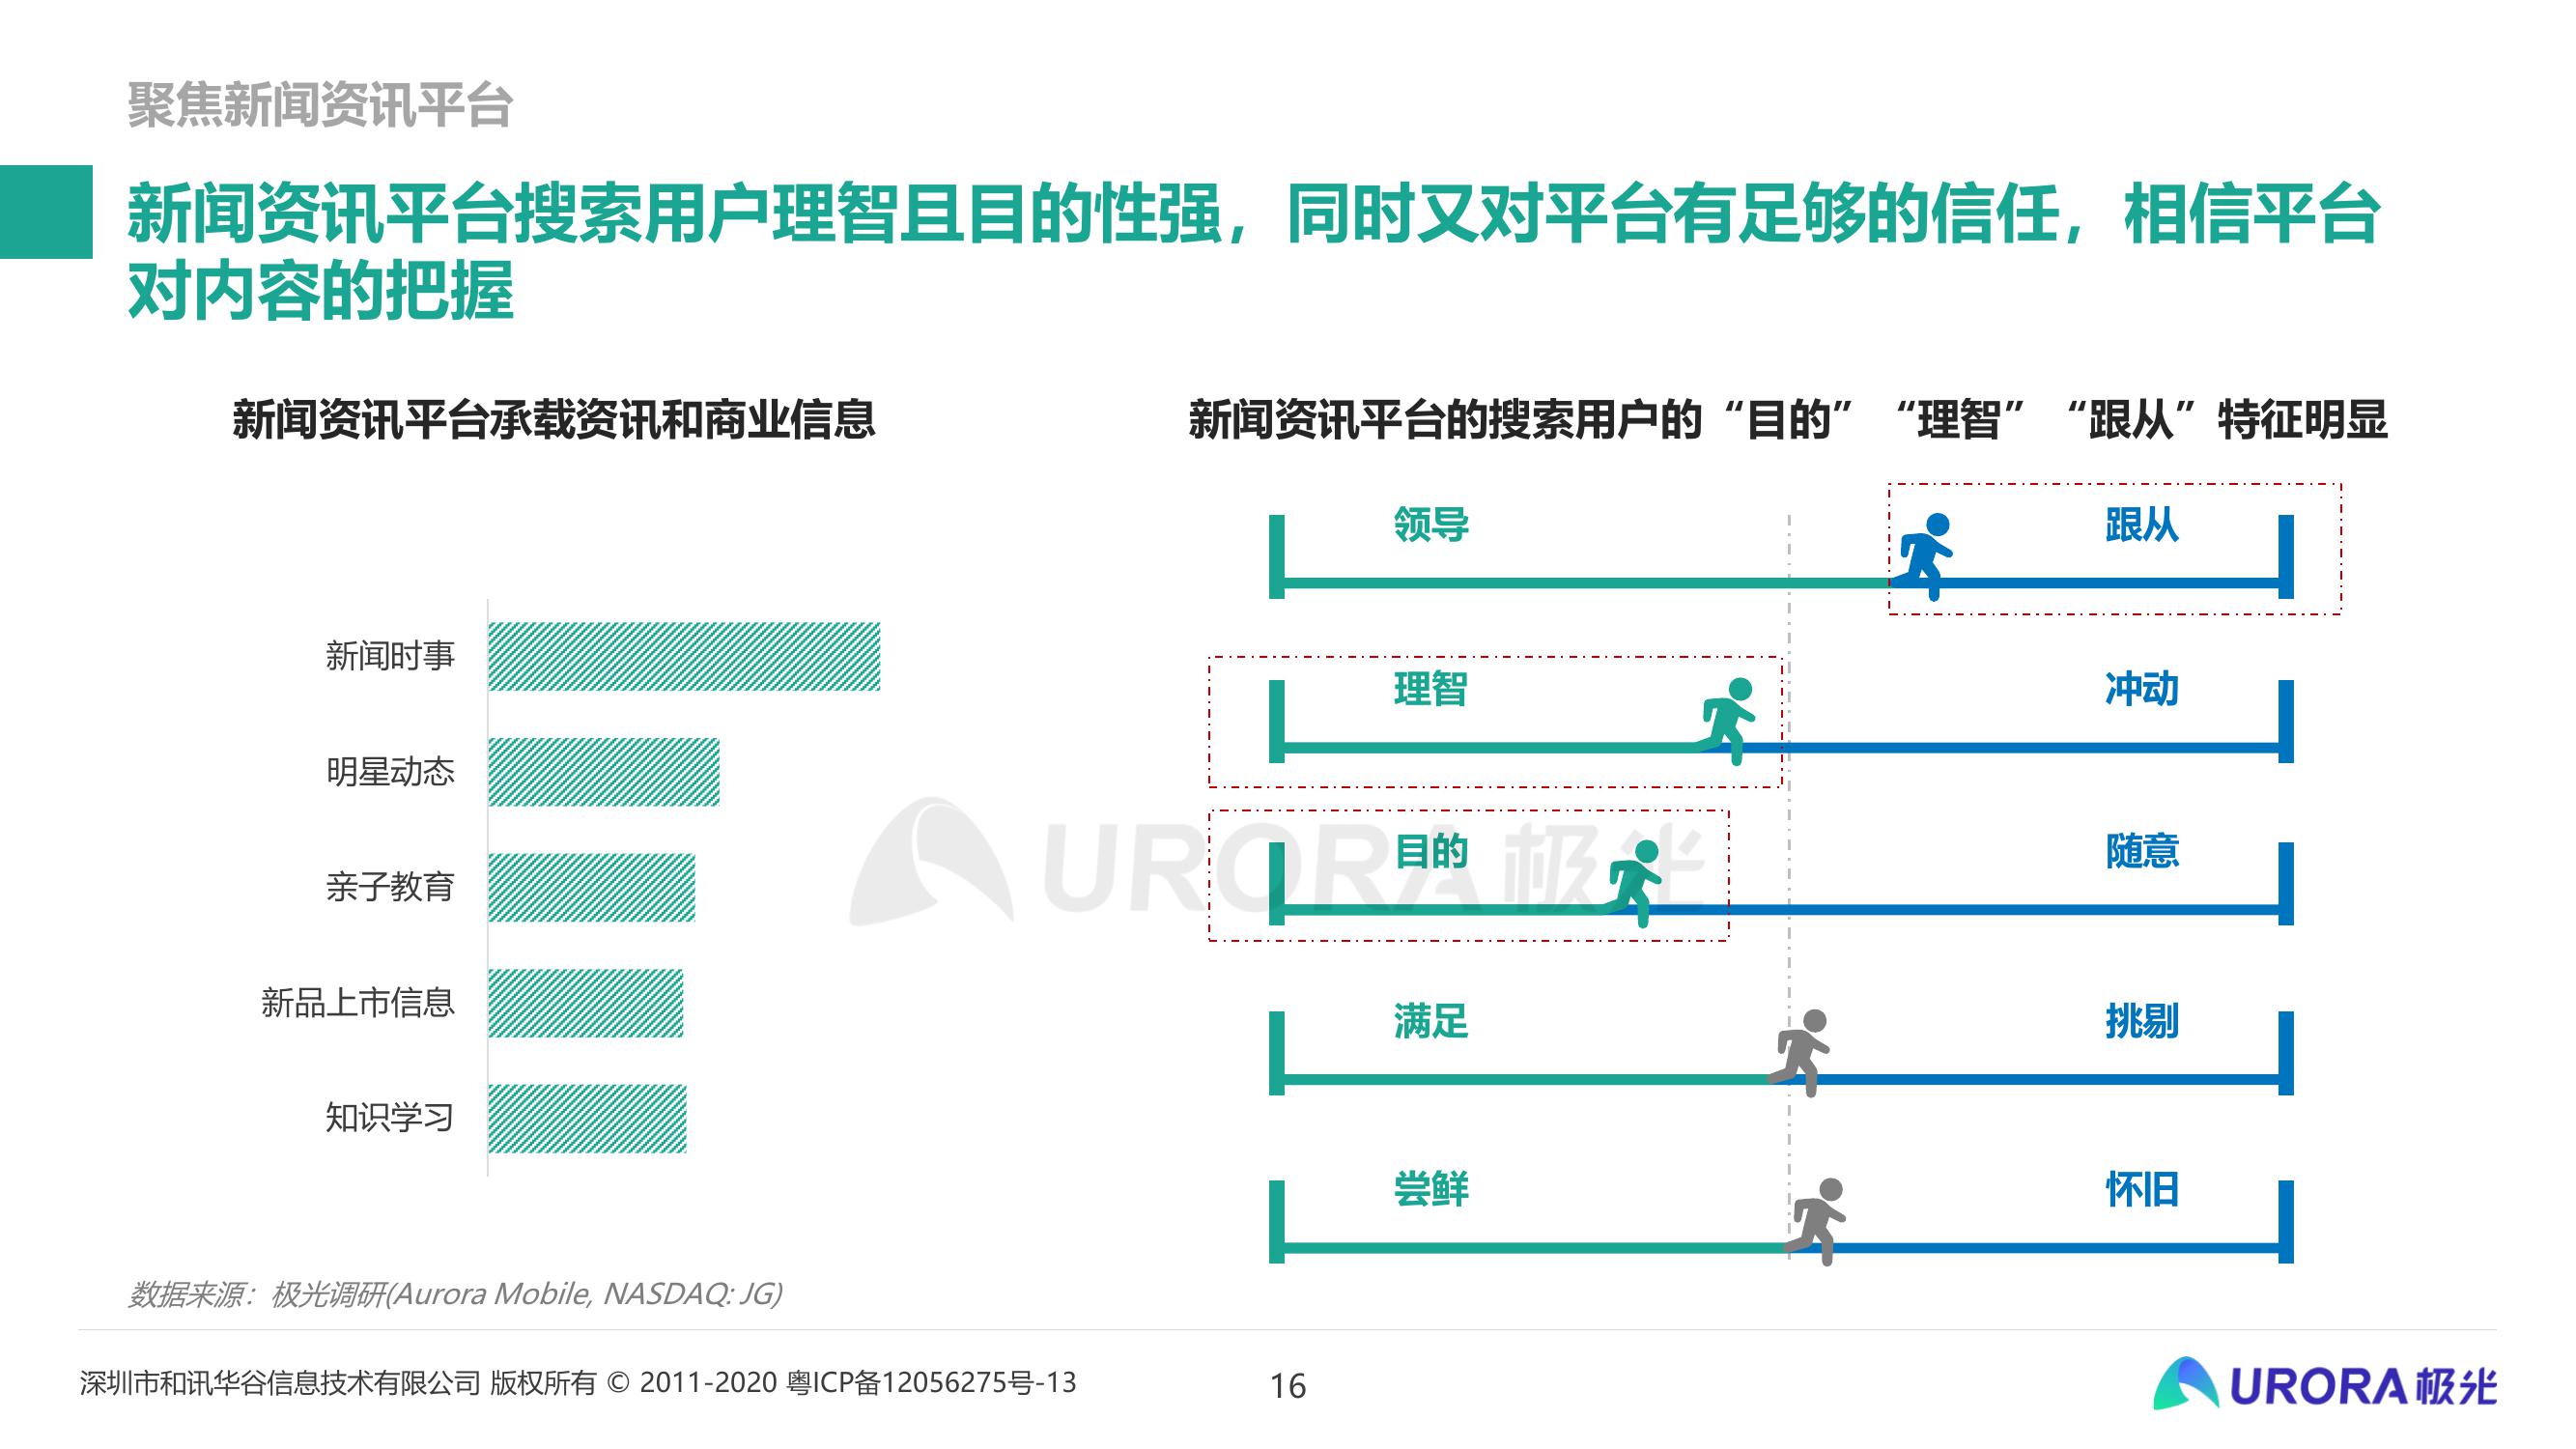 聚焦新闻资讯平台
新闻资讯平台搜索用户理智且目的性强，同时又对平台有足够的信任，相信平台
对内容的把握
新闻资讯平台承载资讯和商业信息
新闻时事
明星动态
亲子教育
新品上市信息
知识学习
新闻资讯平台的搜索用户的“目的”“理智”“跟从”特征明显
领导 跟从
理智 冲动
目的 随意
满足 挑剔
尝鲜 怀旧
URORA 极光
数据来源：极光调研(Aurora Mobile, NASDAQ: JG)
深圳市和讯华谷信息技术有限公司 版权所有 © 2011-2020 粤ICP备12056275号-13
16
URORA 极光